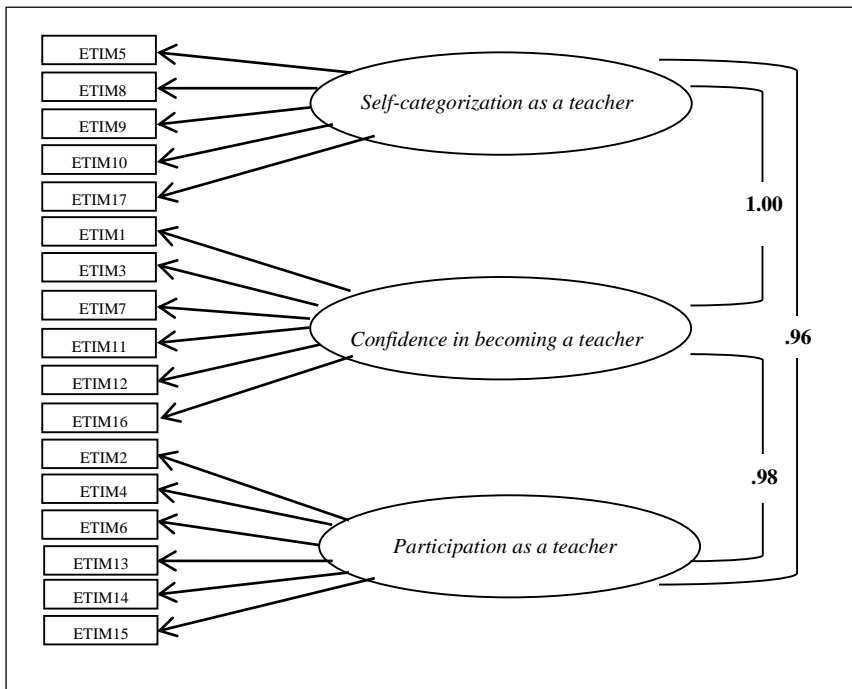 ETIM5
ETIM8
ETIM9
ETIM10
ETIM17
ETIM1
ETIM3
ETIM7
ETIM11
ETIM12
ETIM16
ETIM2
ETIM4
ETIM6
ETIM13
ETIM14
ETIM15
Self-categorization as a teacher
Confidence in becoming a teacher
Participation as a teacher
1.00
.96
.98